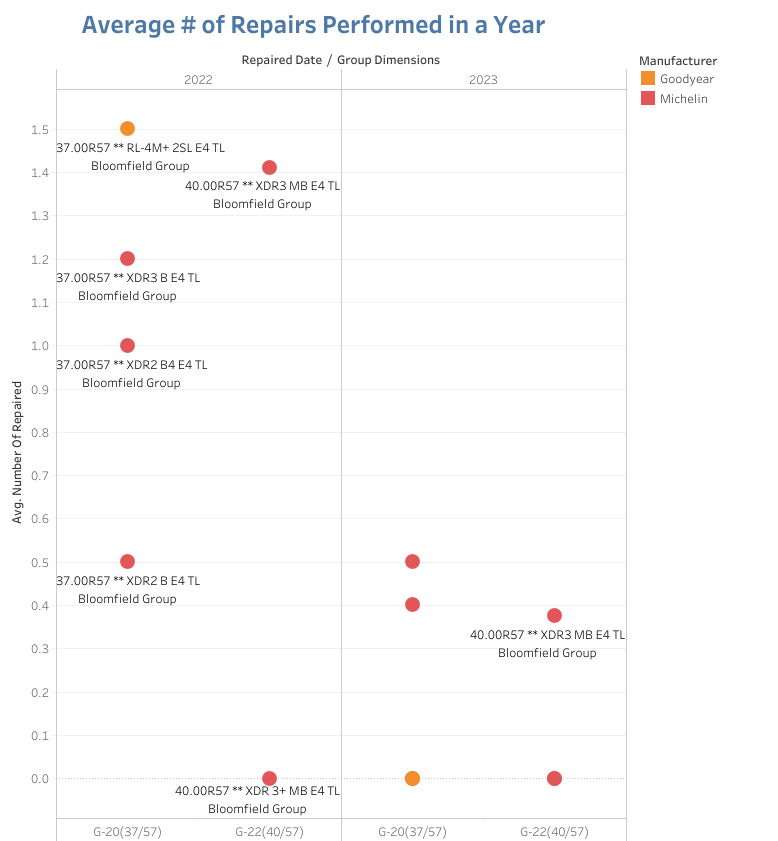 Average # of Repairs Performed in a Year
Repaired Date / Group Dimensions
Manufacturer
Goodyear
Michelin
2022
2023
Avg. Number Of Repaired
1.5
1.4
1.3
1.2
1.1
1.0
0.9
0.8
0.7
0.6
0.5
0.4
0.3
0.2
0.1
0.0
37.00R57 ** RL-4M+ 2SL E4 TL
Bloomfield Group
40.00R57 ** XDR3 MB E4 TL
Bloomfield Group
37.00R57 ** XDR3 B E4 TL
Bloomfield Group
37.00R57 ** XDR2 B4 E4 TL
Bloomfield Group
37.00R57 ** XDR2 B E4 TL
Bloomfield Group
40.00R57 ** XDR 3+ MB E4 TL
Bloomfield Group
40.00R57 ** XDR3 MB E4 TL
Bloomfield Group
G-20(37/57)
G-22(40/57)
G-20(37/57)
G-22(40/57)